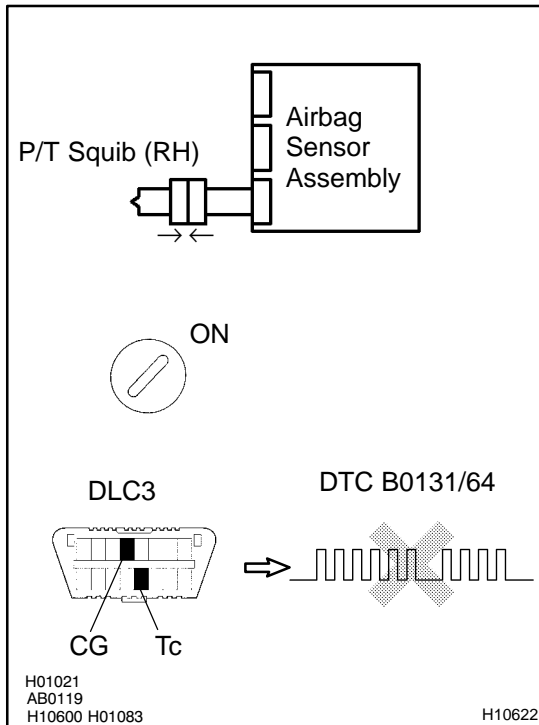 Airbag
Sensor
Assembly
P/T Squib (RH)
ON
DLC3
DTC B0131/64
CG
Tc
H01021
AB0119
H10600 H01083
H10622